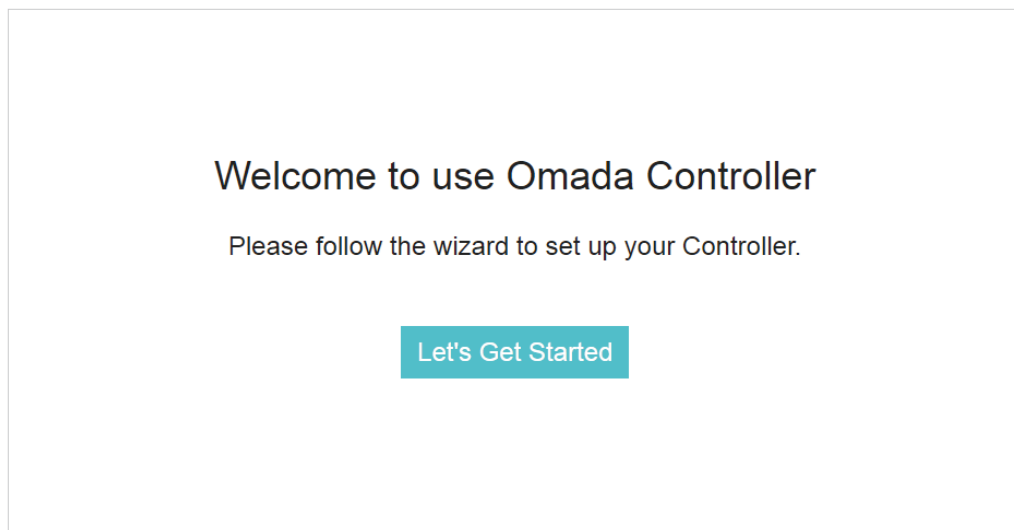 Welcome to use Omada Controller
Please follow the wizard to set up your Controller.
Let's Get Started